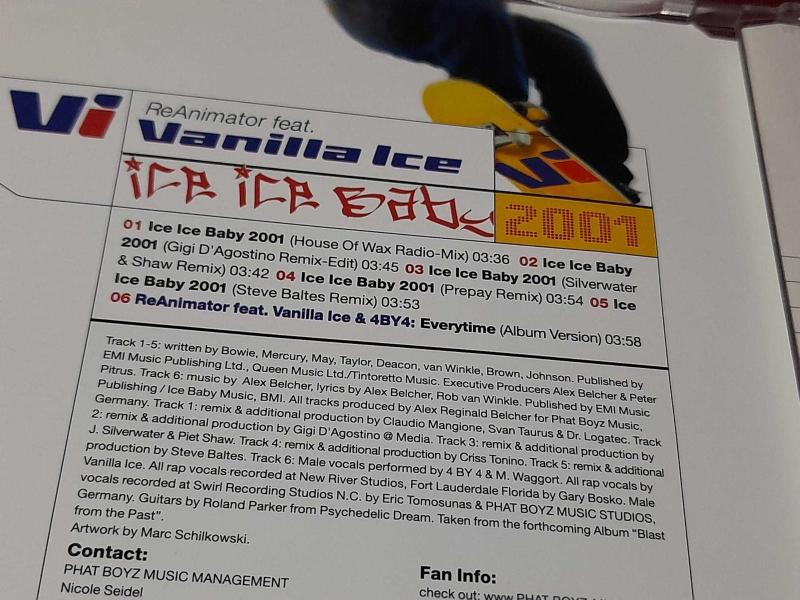 Vi
ReAnimator feat.
Vanilla Ice
Vi
ice ice Baby
2001
01 Ice Ice Baby 2001 (House Of Wax Radio-Mix) 03:36 02 Ice Ice Baby
2001 (Gigi D'Agostino Remix-Edit) 03:45 03 Ice Ice Baby 2001 (Silverwater
& Shaw Remix) 03:42 04 Ice Ice Baby 2001 (Prepay Remix) 03:54 05 Ice
Ice Baby 2001 (Steve Baltes Remix) 03:53
06 ReAnimator feat. Vanilla Ice & 4BY4: Everytime (Album Version) 03:58
Track 1-5: written by Bowie, Mercury, May, Taylor, Deacon, van Winkle, Brown, Johnson. Published by
EMI Music Publishing Ltd., Queen Music Ltd./Tintoretto Music. Executive Producers Alex Belcher & Peter
Pitrus. Track 6: music by Alex Belcher, lyrics by Alex Belcher, Rob van Winkle. Published by EMI Music
Publishing / Ice Baby Music, BMI. All tracks produced by Alex Reginald Belcher for Phat Boyz Music,
Germany. Track 1: remix & additional production by Claudio Mangione, Svan Taurus & Dr. Logatec. Track
2: remix & additional production by Gigi D'Agostino @ Media. Track 3: remix & additional production by
J. Silverwater & Piet Shaw. Track 4: remix & additional production by Criss Tonino. Track 5: remix & additional
production by Steve Baltes. Track 6: Male vocals performed by 4 BY 4 & M. Waggort. All rap vocals by
Vanilla Ice. All rap vocals recorded at New River Studios, Fort Lauderdale Florida by Gary Bosko. Male
vocals recorded at Swirl Recording Studios N.C. by Eric Tomosunas & PHAT BOYZ MUSIC STUDIOS,
Germany. Guitars by Roland Parker from Psychedelic Dream. Taken from the forthcoming Album "Blast
from the Past".
Artwork by Marc Schilkowski.
Contact:
PHAT BOYZ MUSIC MANAGEMENT
Nicole Seidel
Fan Info:
check out: www.PHAT